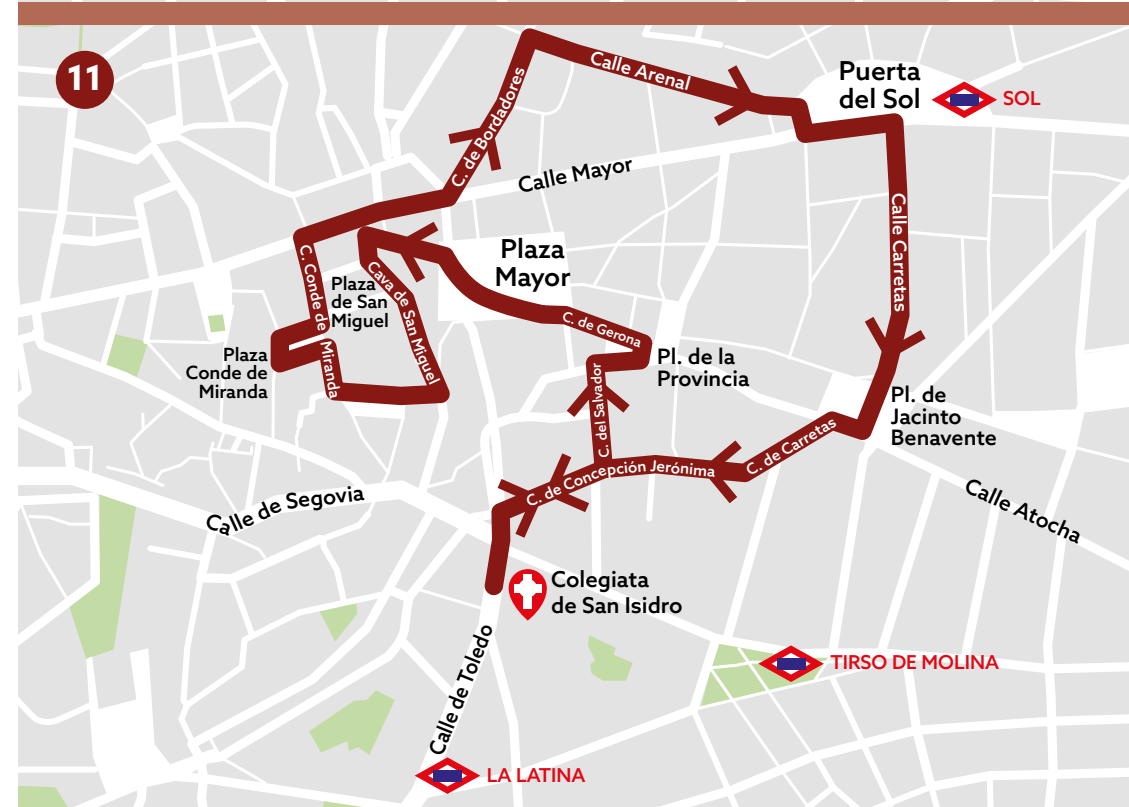 11
Calle Arenal
Puerta
del Sol
SOL
C. de Bordadores
Calle Mayor
Calle Carretas
Plaza
Mayor
C. Conde de Miranda
Plaza
de San
Miguel
Cava de San Miguel
C. de Gerona
Plaza
Conde de
Miranda
Pl. de la
Provincia
C. del Salvador
Pl. de
Jacinto
Benavente
C. de Carretas
C. de Concepción Jerónima
Calle de Segovia
Calle Atocha
Colegiata
de San Isidro
Calle de Toledo
TIRSO DE MOLINA
LA LATINA